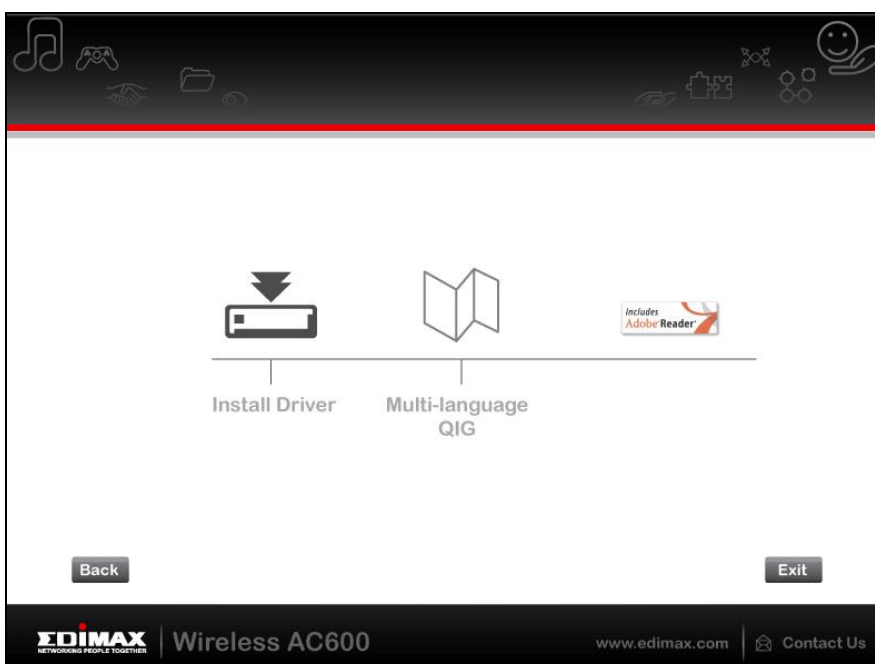 Includes
Adobe Reader
Install Driver
Multi-language
QIG
Back
Exit
EDIMAX
NETWORKING PEOPLE TOGETHER
Wireless AC600
www.edimax.com
Contact Us